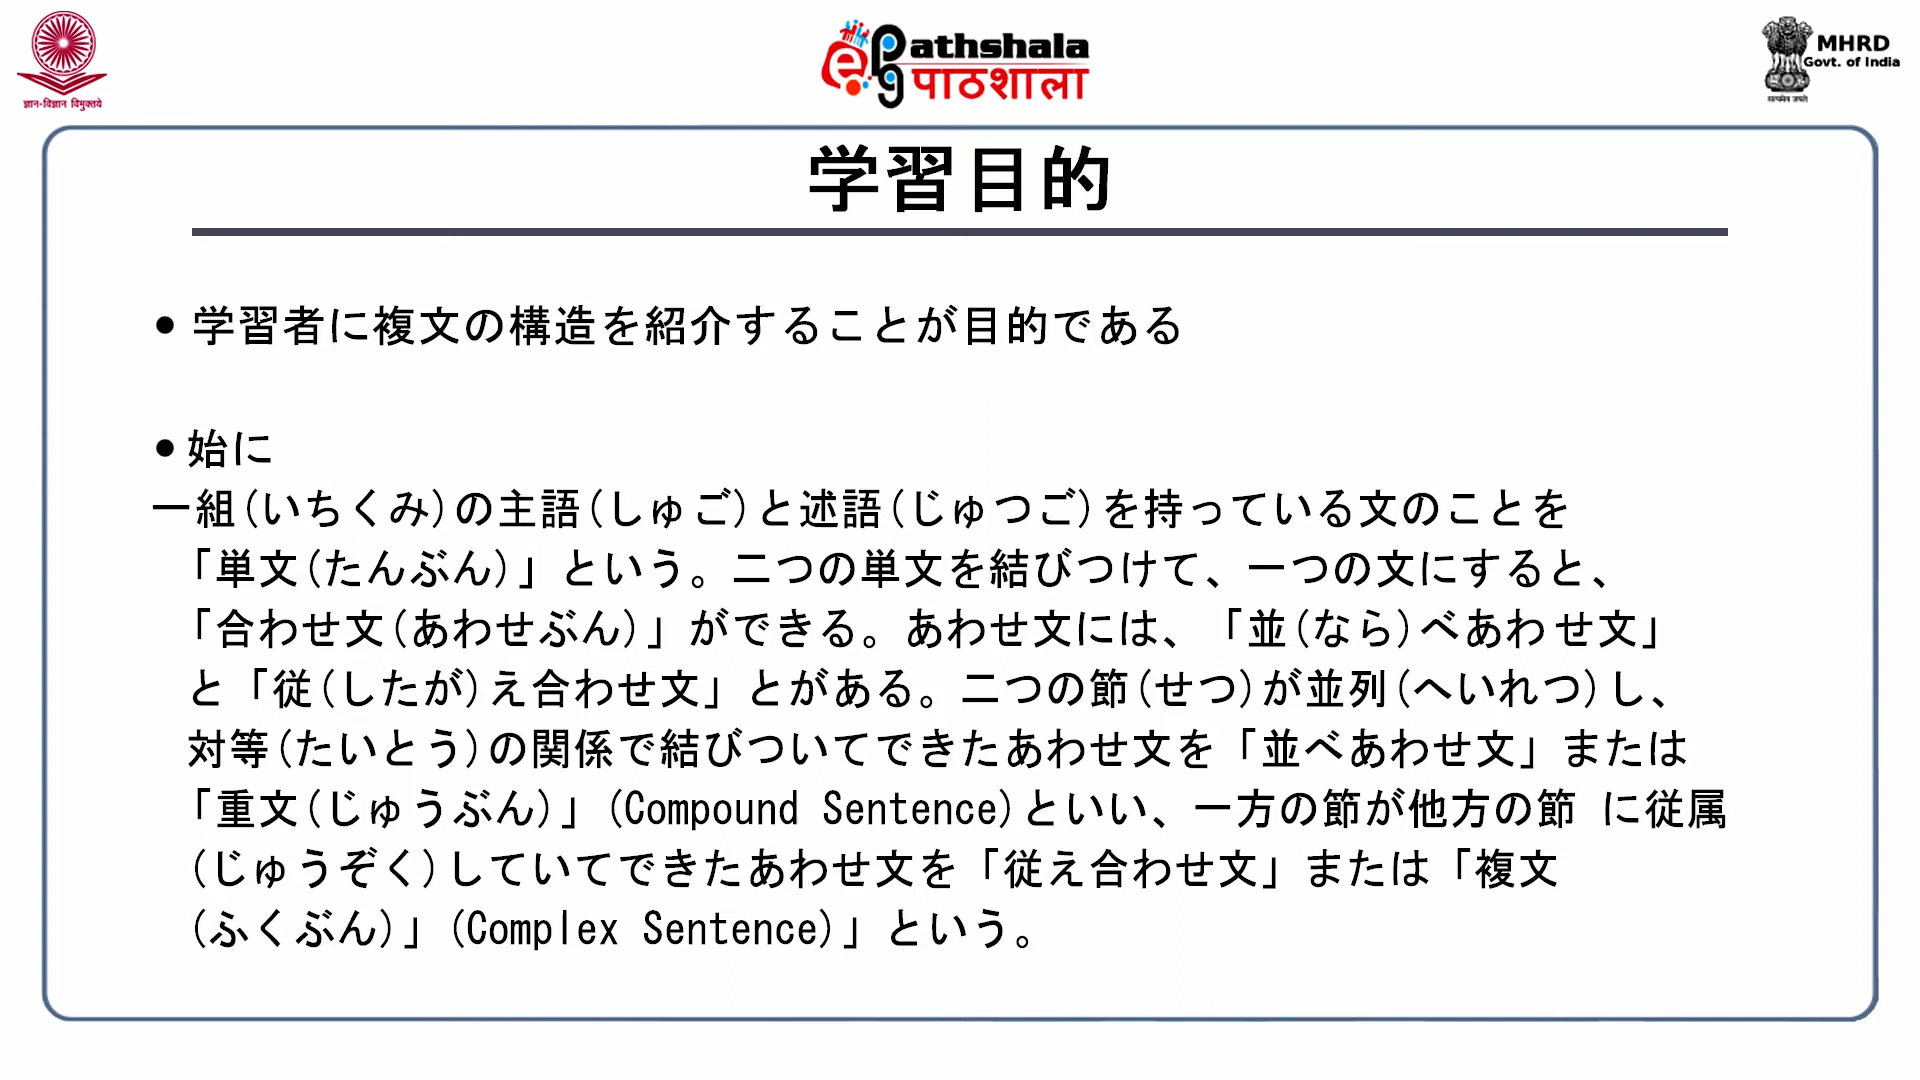 ज्ञान-विज्ञान विमुक्तये
ePG Pathshala
पाठशाला
MHRD
Govt. of India
सत्यमेव जयते
学習目的
• 学習者に複文の構造を紹介することが目的である
• 始に
一組(いちくみ)の主語(しゅご)と述語(じゅつご)を持っている文のことを
「単文(たんぶん)」という。二つの単文を結びつけて、一つの文にすると、
「合わせ文(あわせぶん)」ができる。あわせ文には、「並(なら)べあわせ文」
と「従(したが)え合わせ文」とがある。二つの節(せつ)が並列(へいれつ)し、
対等(たいとう)の関係で結びついてできたあわせ文を「並べあわせ文」または
「重文(じゅうぶん)」(Compound Sentence)といい、一方の節が他方の節 に従属
(じゅうぞく)していてできたあわせ文を「従え合わせ文」または「複文
(ふくぶん)」(Complex Sentence)」という。